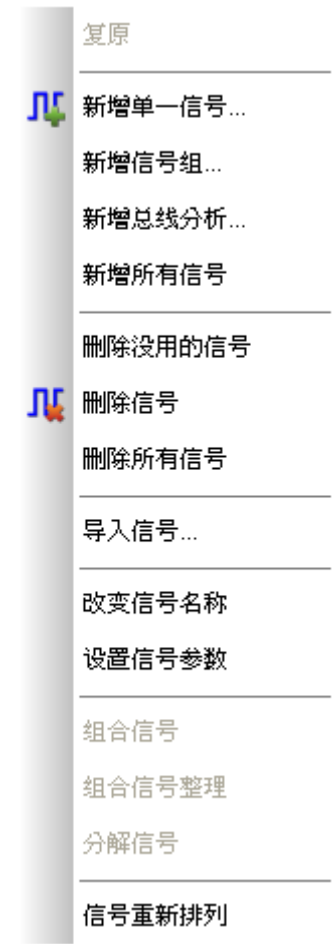 复原
新增单一信号...
新增信号组...
新增总线分析...
新增所有信号
删除没用的信号
删除信号
删除所有信号
导入信号...
改变信号名称
设置信号参数
组合信号
组合信号整理
分解信号
信号重新排列